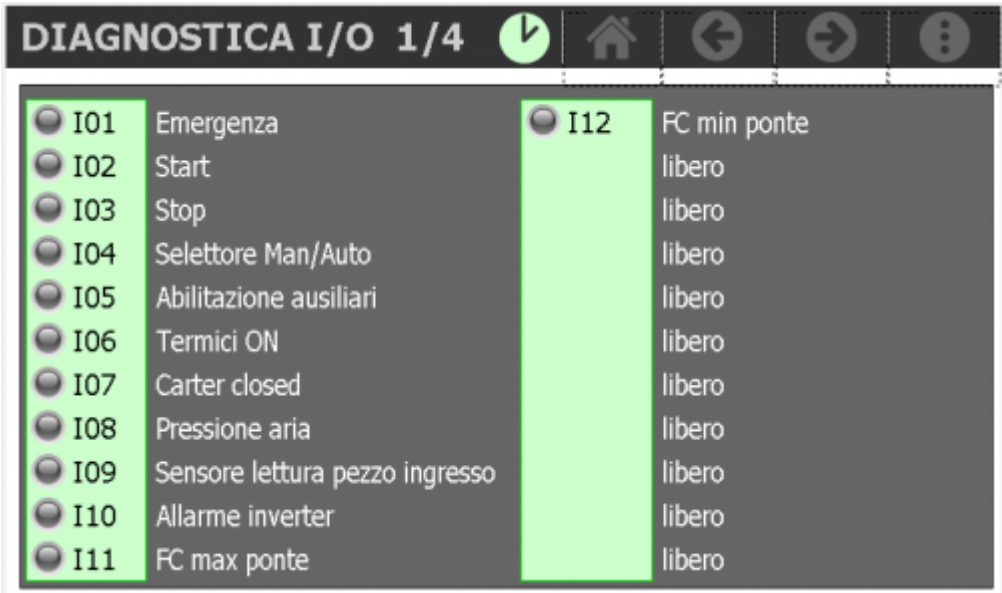 DIAGNOSTICA I/O 1/4
I01 Emergenza
I02 Start
I03 Stop
I04 Selettore Man/Auto
I05 Abilitazione ausiliari
I06 Termici ON
I07 Carter closed
I08 Pressione aria
I09 Sensore lettura pezzo ingresso
I10 Allarme inverter
I11 FC max ponte
I12 FC min ponte
libero
libero
libero
libero
libero
libero
libero
libero
libero
libero